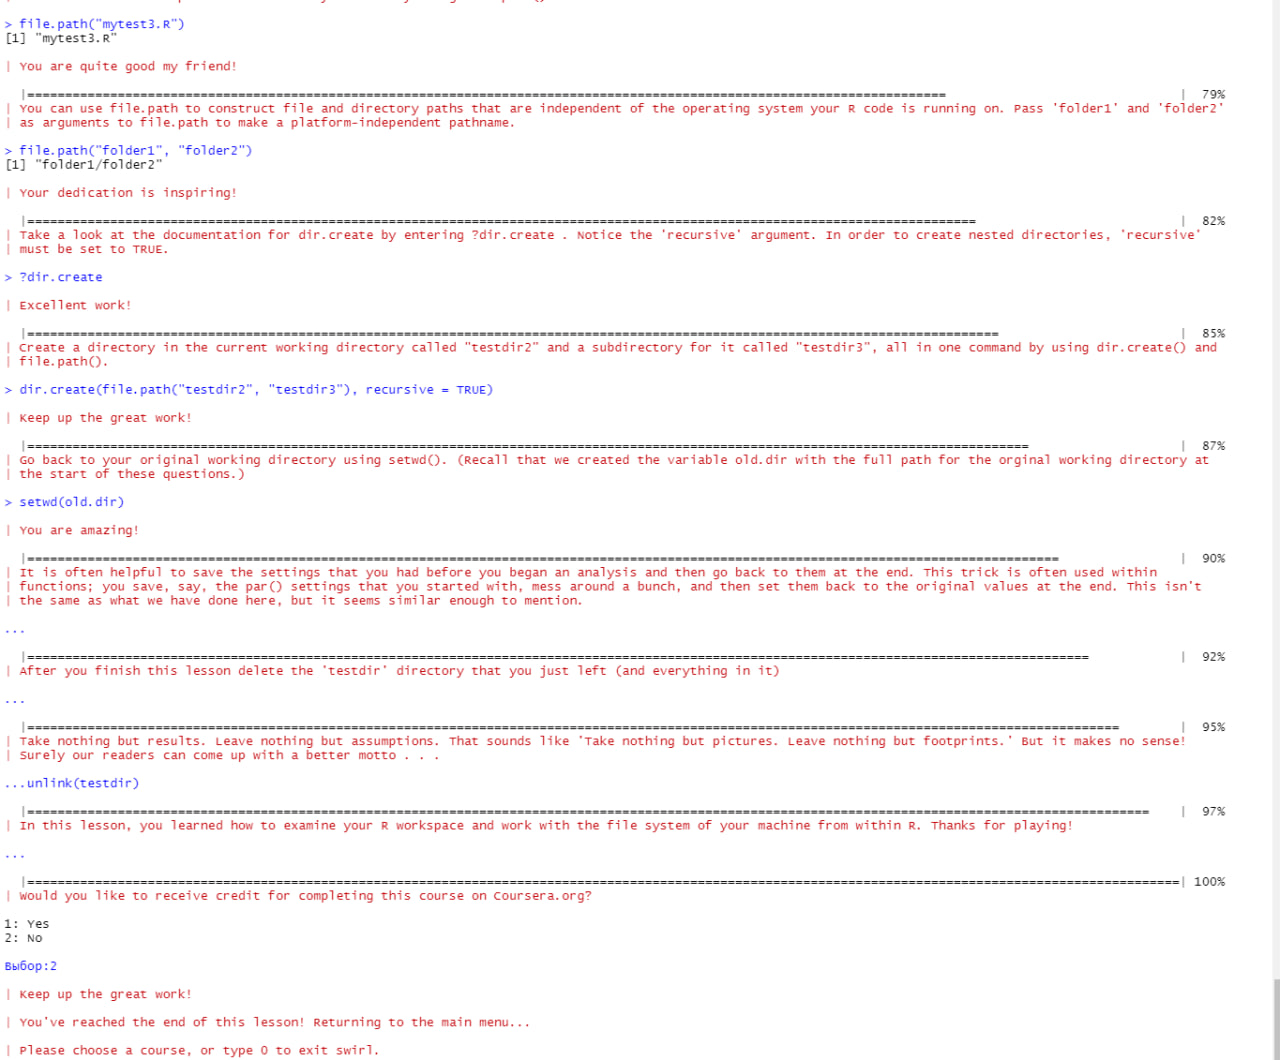 > file.path("mytest3.R")
[1] "mytest3.R"
| You are quite good my friend!
|==========================================================================================================================| 79%
| You can use file.path to construct file and directory paths that are independent of the operating system your R code is running on. Pass 'folder1' and 'folder2'
| as arguments to file.path to make a platform-independent pathname.
> file.path("folder1", "folder2")
[1] "folder1/folder2"
| Your dedication is inspiring!
|==============================================================================================================================| 82%
| Take a look at the documentation for dir.create by entering ?dir.create . Notice the 'recursive' argument. In order to create nested directories, 'recursive'
| must be set to TRUE.
> ?dir.create
| Excellent work!
|=================================================================================================================================| 85%
| Create a directory in the current working directory called "testdir2" and a subdirectory for it called "testdir3", all in one command by using dir.create() and
| file.path().
> dir.create(file.path("testdir2", "testdir3"), recursive = TRUE)
| Keep up the great work!
|=====================================================================================================================================| 87%
| Go back to your original working directory using setwd(). (Recall that we created the variable old.dir with the full path for the orginal working directory at
| the start of these questions.)
> setwd(old.dir)
| You are amazing!
|=========================================================================================================================================| 90%
| It is often helpful to save the settings that you had before you began an analysis and then go back to them at the end. This trick is often used within
| functions; you save, say, the par() settings that you started with, mess around a bunch, and then set them back to the original values at the end. This isn't
| the same as what we have done here, but it seems similar enough to mention.
...
|=============================================================================================================================================| 92%
| After you finish this lesson delete the 'testdir' directory that you just left (and everything in it)
...
|=================================================================================================================================================| 95%
| Take nothing but results. Leave nothing but assumptions. That sounds like 'Take nothing but pictures. Leave nothing but footprints.' But it makes no sense!
| Surely our readers can come up with a better motto . . .
...unlink(testdir)
|=====================================================================================================================================================| 97%
| In this lesson, you learned how to examine your R workspace and work with the file system of your machine from within R. Thanks for playing!
...
|=========================================================================================================================================================| 100%
| Would you like to receive credit for completing this course on Coursera.org?
1: Yes
2: No
Выбор:2
| Keep up the great work!
| You've reached the end of this lesson! Returning to the main menu...
| Please choose a course, or type 0 to exit swirl.